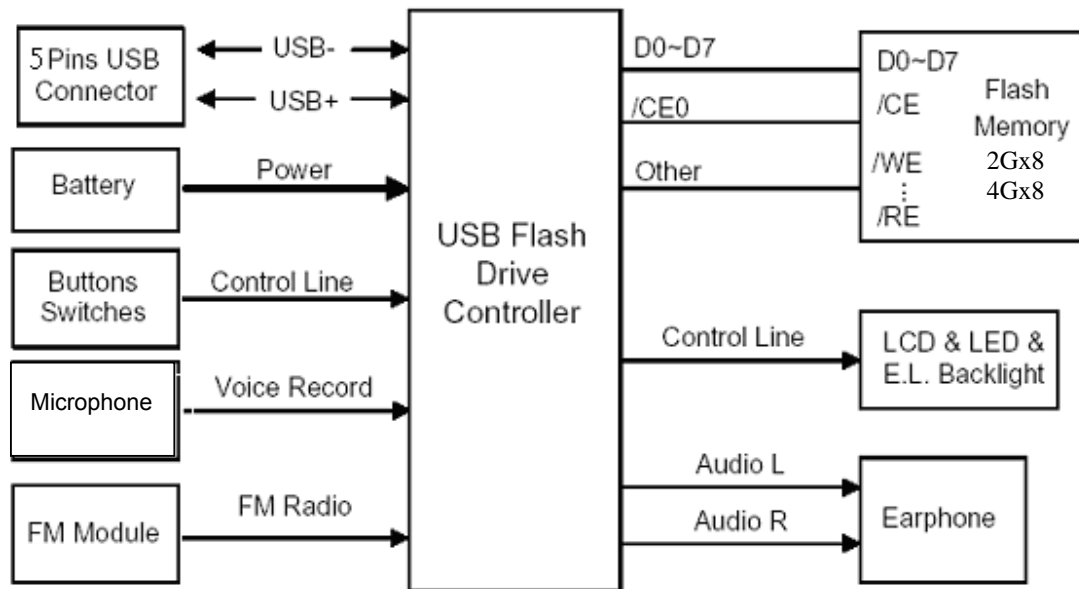 5 Pins USB
Connector
USB-
USB+
Battery
Power
Buttons
Switches
Control Line
Microphone
Voice Record
FM Module
FM Radio
USB Flash
Drive
Controller
D0~D7
/CE0
Other
D0~D7
/CE
/WE
/RE
Flash
Memory
2Gx8
4Gx8
Control Line
LCD & LED &
E.L. Backlight
Audio L
Audio R
Earphone